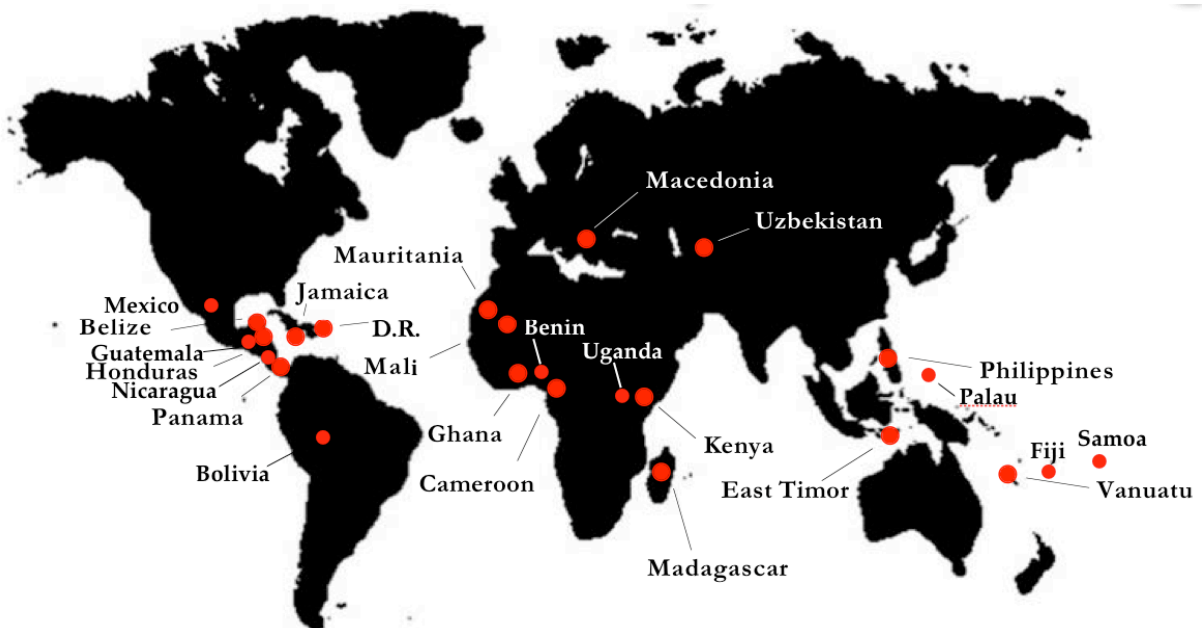 Macedonia
Uzbekistan
Mauritania
Jamaica
Mexico
Belize
D.R.
Benin
Guatemala
Uganda
Mali
Honduras
Philippines
Nicaragua
Palau
Panama
Ghana
Kenya
Samoa
Fiji
Bolivia
Cameroon
East Timor
Vanuatu
Madagascar